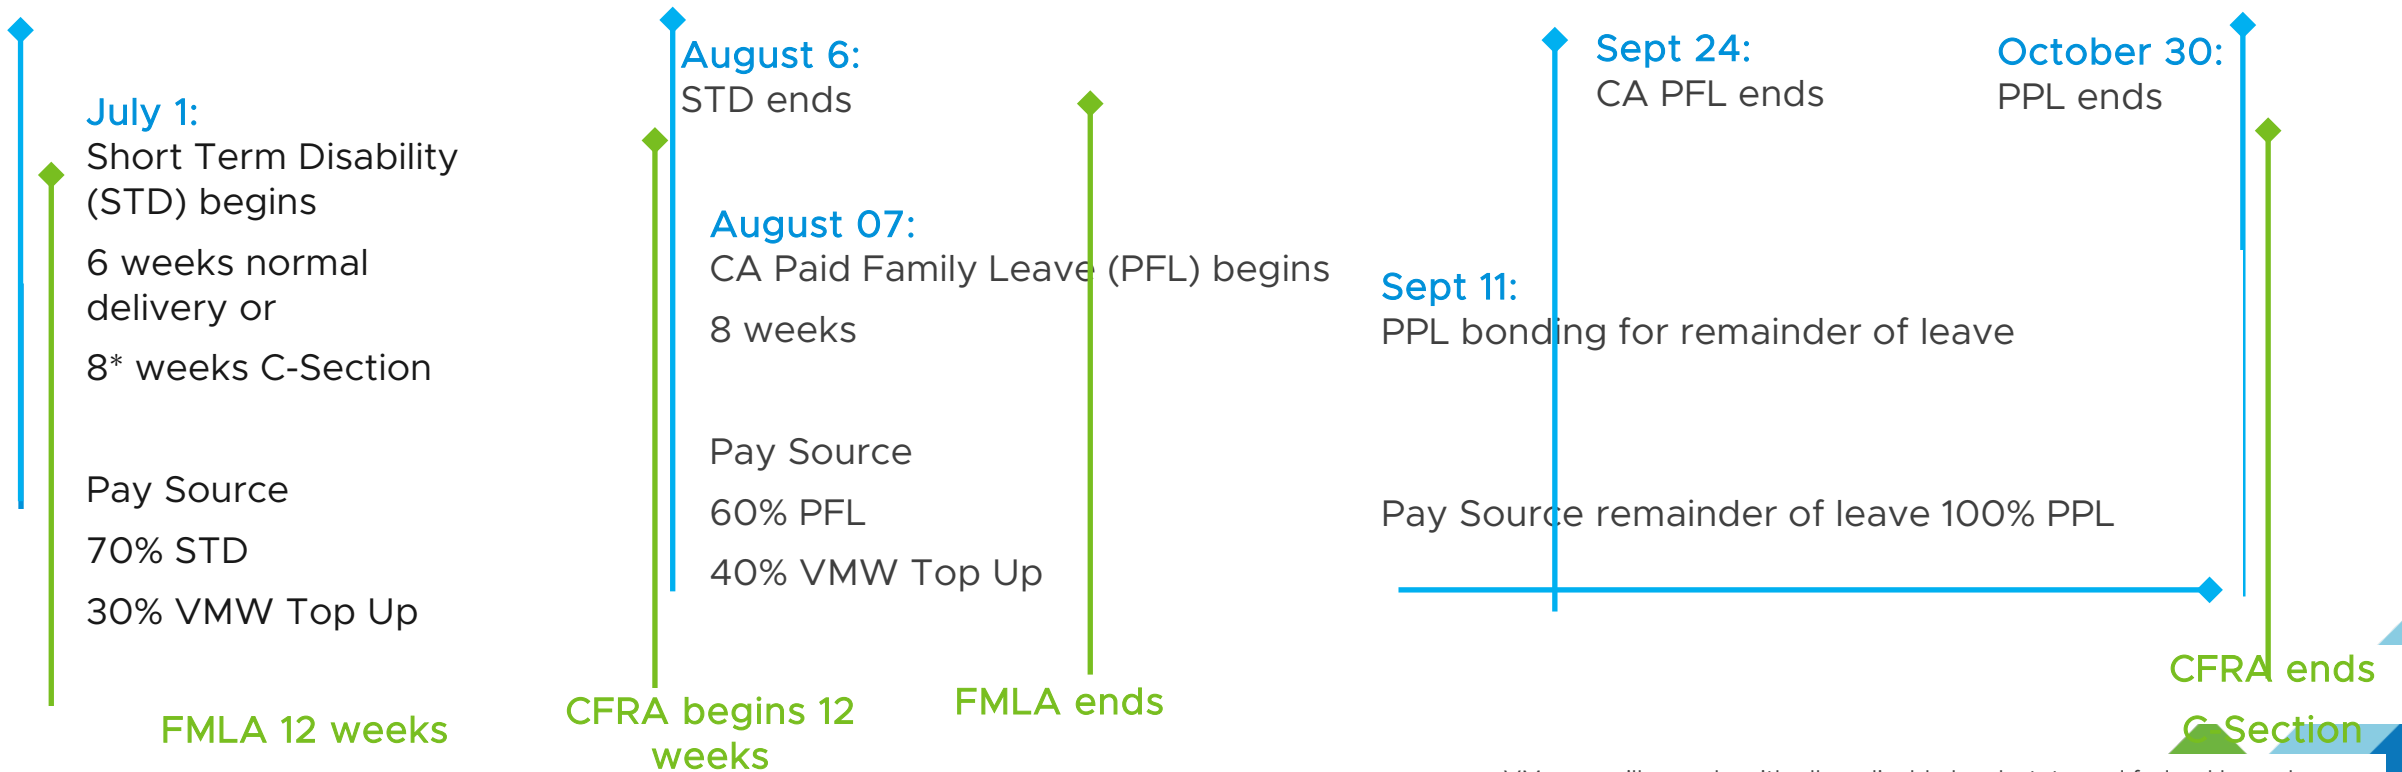 July 1:
Short Term Disability
(STD) begins
6 weeks normal
delivery or
8* weeks C-Section
Pay Source
70% STD
30% VMW Top Up
FMLA 12 weeks
August 6:
STD ends
August 07:
CA Paid Family Leave (PFL) begins
8 weeks
Pay Source
60% PFL
40% VMW Top Up
CFRA begins 12
weeks
FMLA ends
Sept 24:
CA PFL ends
Sept 11:
PPL bonding for remainder of leave
Pay Source remainder of leave 100% PPL
October 30:
PPL ends
CFRA ends
C-Section